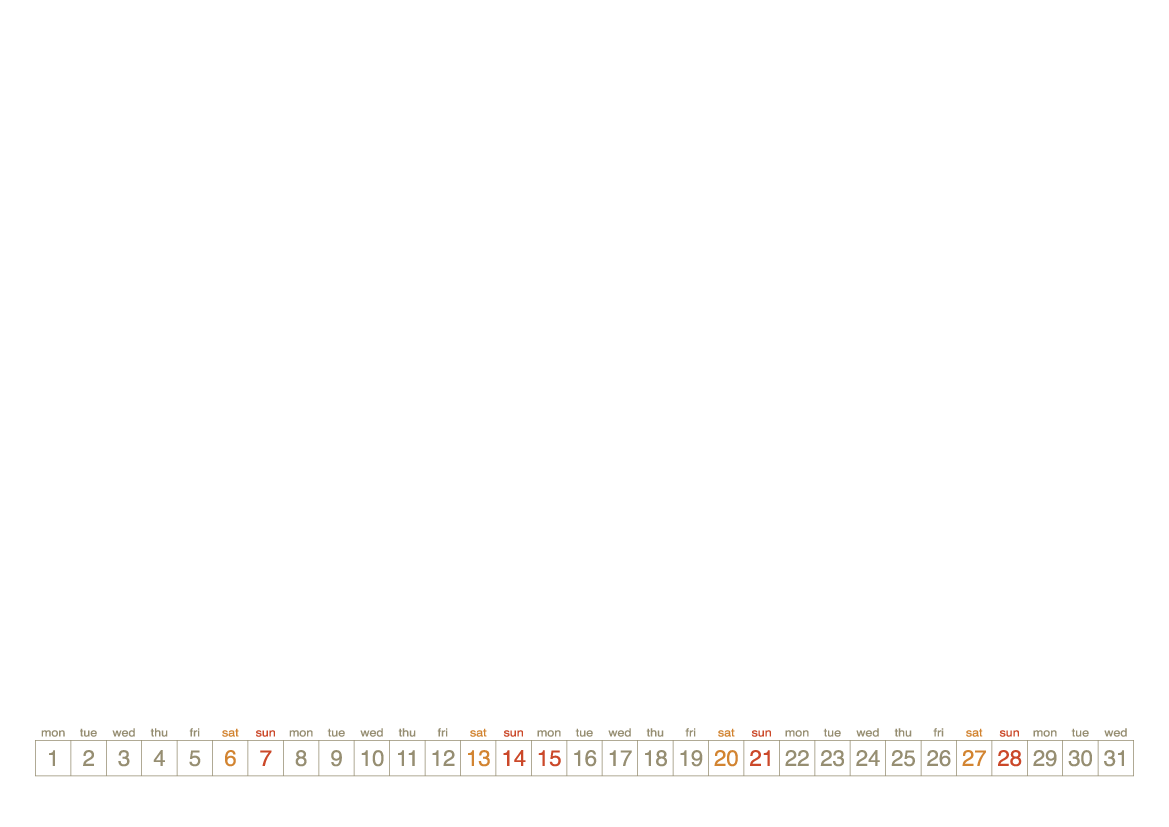 mon tue wed thu fri sat sun mon tue wed thu fri sat sun mon tue wed thu fri sat sun mon tue wed thu fri sat sun mon tue wed
1 2 3 4 5 6 7 8 9 10 11 12 13 14 15 16 17 18 19 20 21 22 23 24 25 26 27 28 29 30 31